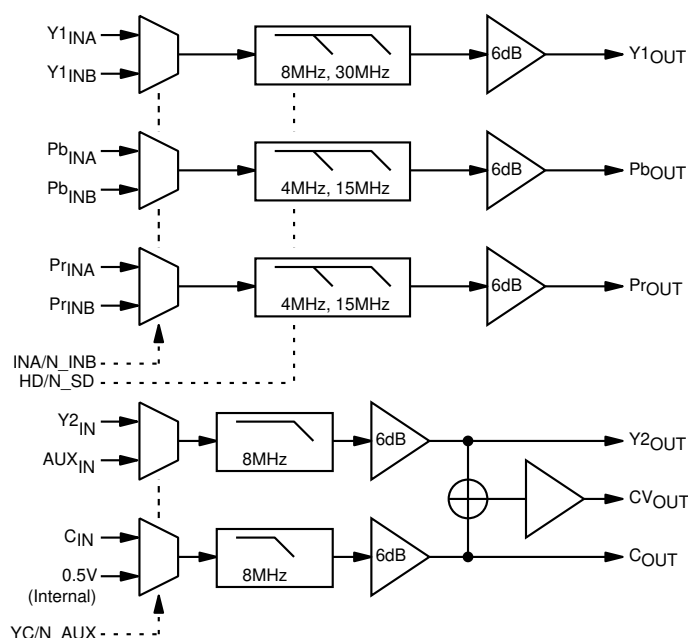 Y1INA
Y1INB
8MHz, 30MHz
6dB
Y1OUT
PbINA
PbINB
4MHz, 15MHz
6dB
PbOUT
PrINA
PrINB
4MHz, 15MHz
6dB
PrOUT
INA/N_INB
HD/N_SD
Y2IN
AUXIN
8MHz
6dB
Y2OUT
CVOUT
CIN
0.5V
(Internal)
8MHz
6dB
COUT
YC/N_AUX